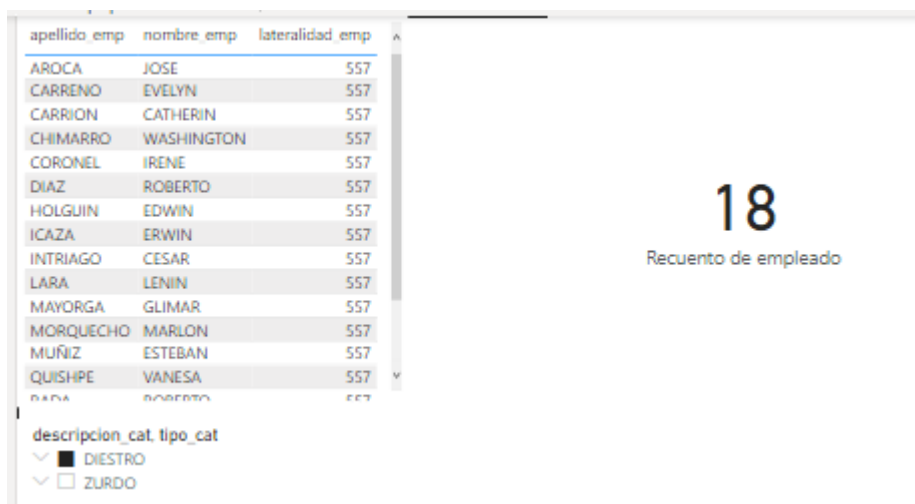 apellido_emp nombre_emp lateralidad_emp
AROCA JOSE 557
CARRENO EVELYN 557
CARRION CATHERIN 557
CHIMARRO WASHINGTON 557
CORONEL IRENE 557
DIAZ ROBERTO 557
HOLGUIN EDWIN 557
ICAZA ERWIN 557
INTRIAGO CESAR 557
LARA LENIN 557
MAYORGA GLIMAR 557
MORQUECHO MARLON 557
MUÑIZ ESTEBAN 557
QUISHPE VANESA 557
ROBERTO 557
18
Recuento de empleado
descripcion_cat, tipo_cat
DIESTRO
ZURDO